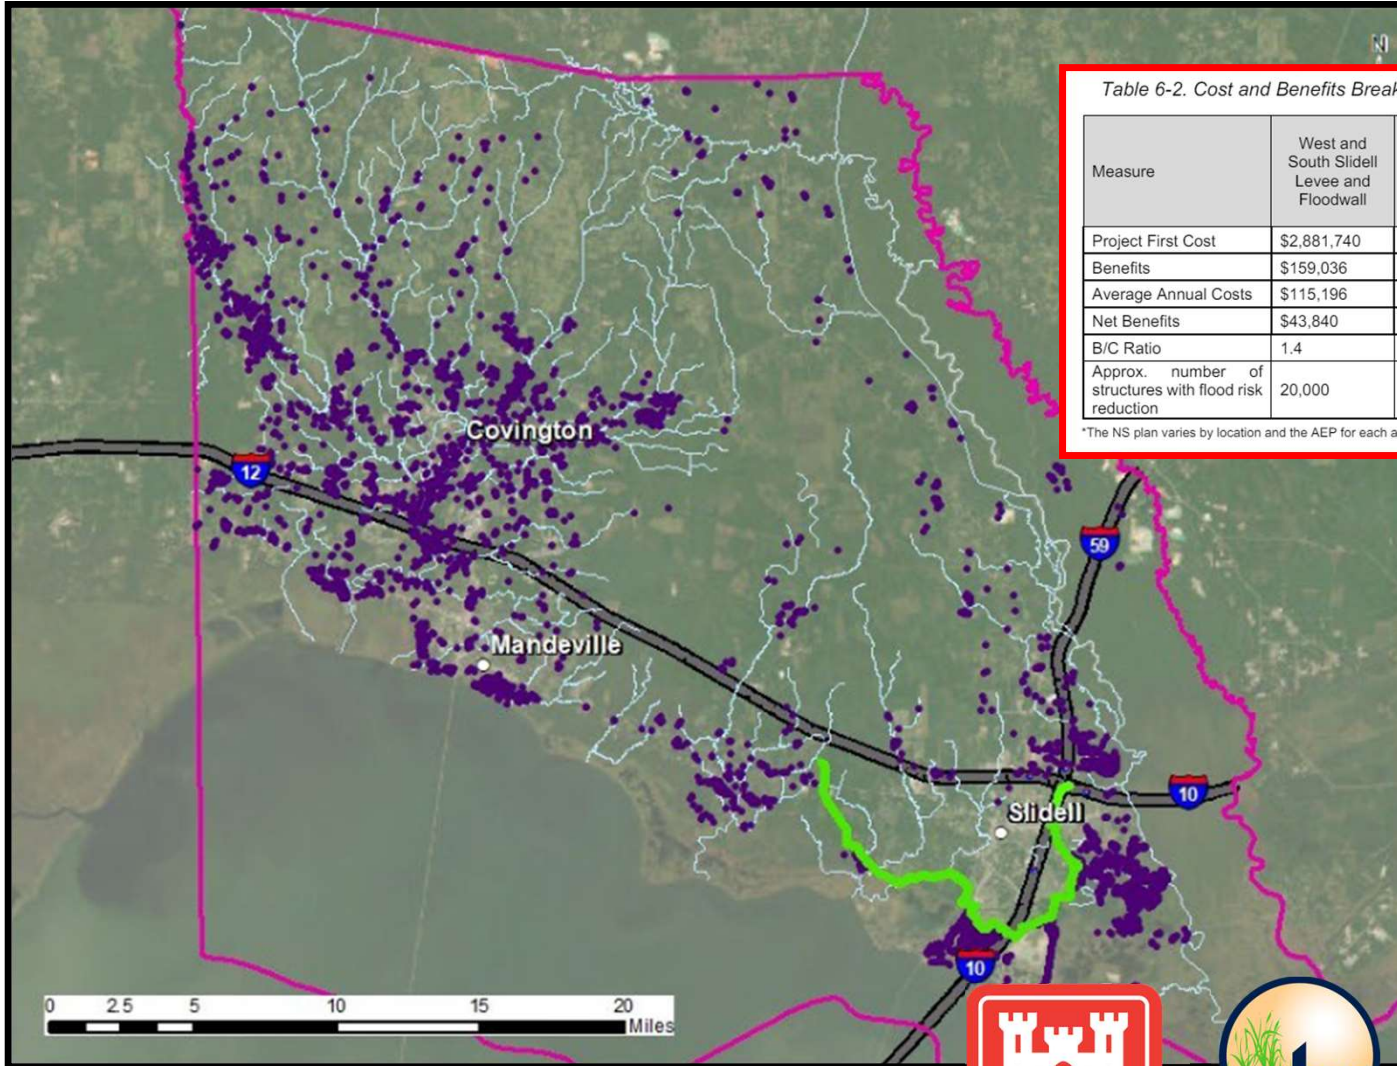 N
Table 6-2. Cost and Benefits Break
Measure
West and
South Slidell
Levee and
Floodwall
Project First Cost $2,881,740
Benefits $159,036
Average Annual Costs $115,196
Net Benefits $43,840
B/C Ratio 1.4
Approx. number of
structures with flood risk 20,000
reduction
*The NS plan varies by location and the AEP for each a
Covington
12
59
Mandeville
10
Slidell
10
0 2.5 5 10 15 20
Miles